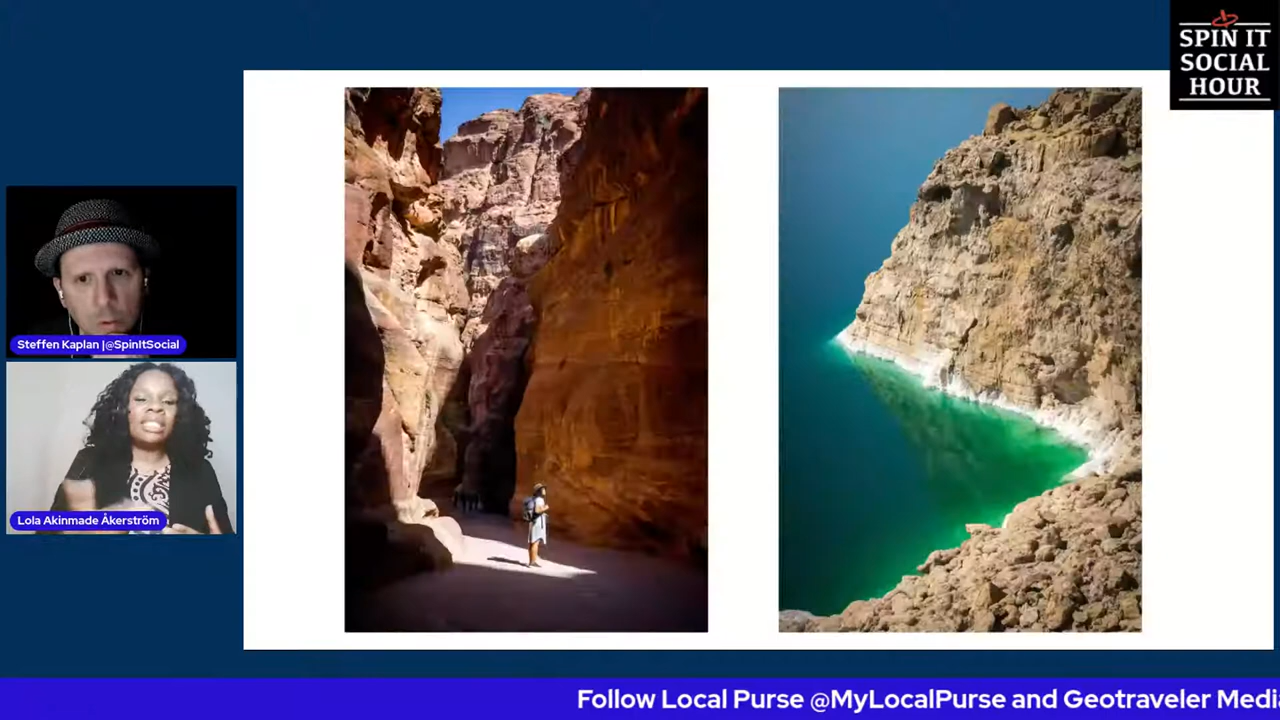 SPIN IT
SOCIAL
HOUR
Steffen Kaplan |@SpinItSocial
Lola Akinmade Åkerström
Follow Local Purse @MyLocalPurse and Geotraveler Medi